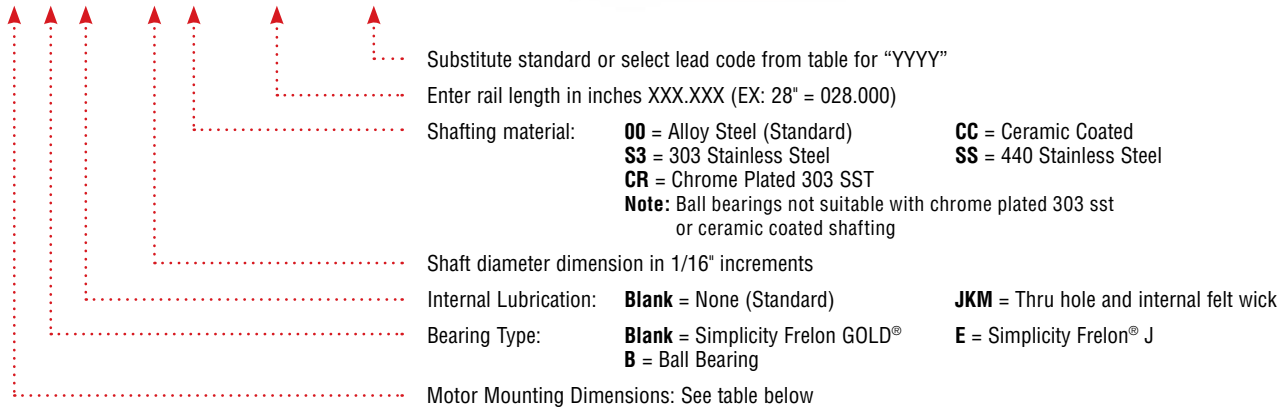 Substitute standard or select lead code from table for “YYYY”
Enter rail length in inches XXX.XXX (EX: 28" = 028.000)
Shafting material: 00 = Alloy Steel (Standard) CC = Ceramic Coated
S3 = 303 Stainless Steel SS = 440 Stainless Steel
CR = Chrome Plated 303 SST
Note: Ball bearings not suitable with chrome plated 303 sst
or ceramic coated shafting
Shaft diameter dimension in 1/16" increments
Internal Lubrication: Blank = None (Standard) JKM = Thru hole and internal felt wick
Bearing Type: Blank = Simplicity Frelon GOLD® E = Simplicity Frelon® J
B = Ball Bearing
Motor Mounting Dimensions: See table below